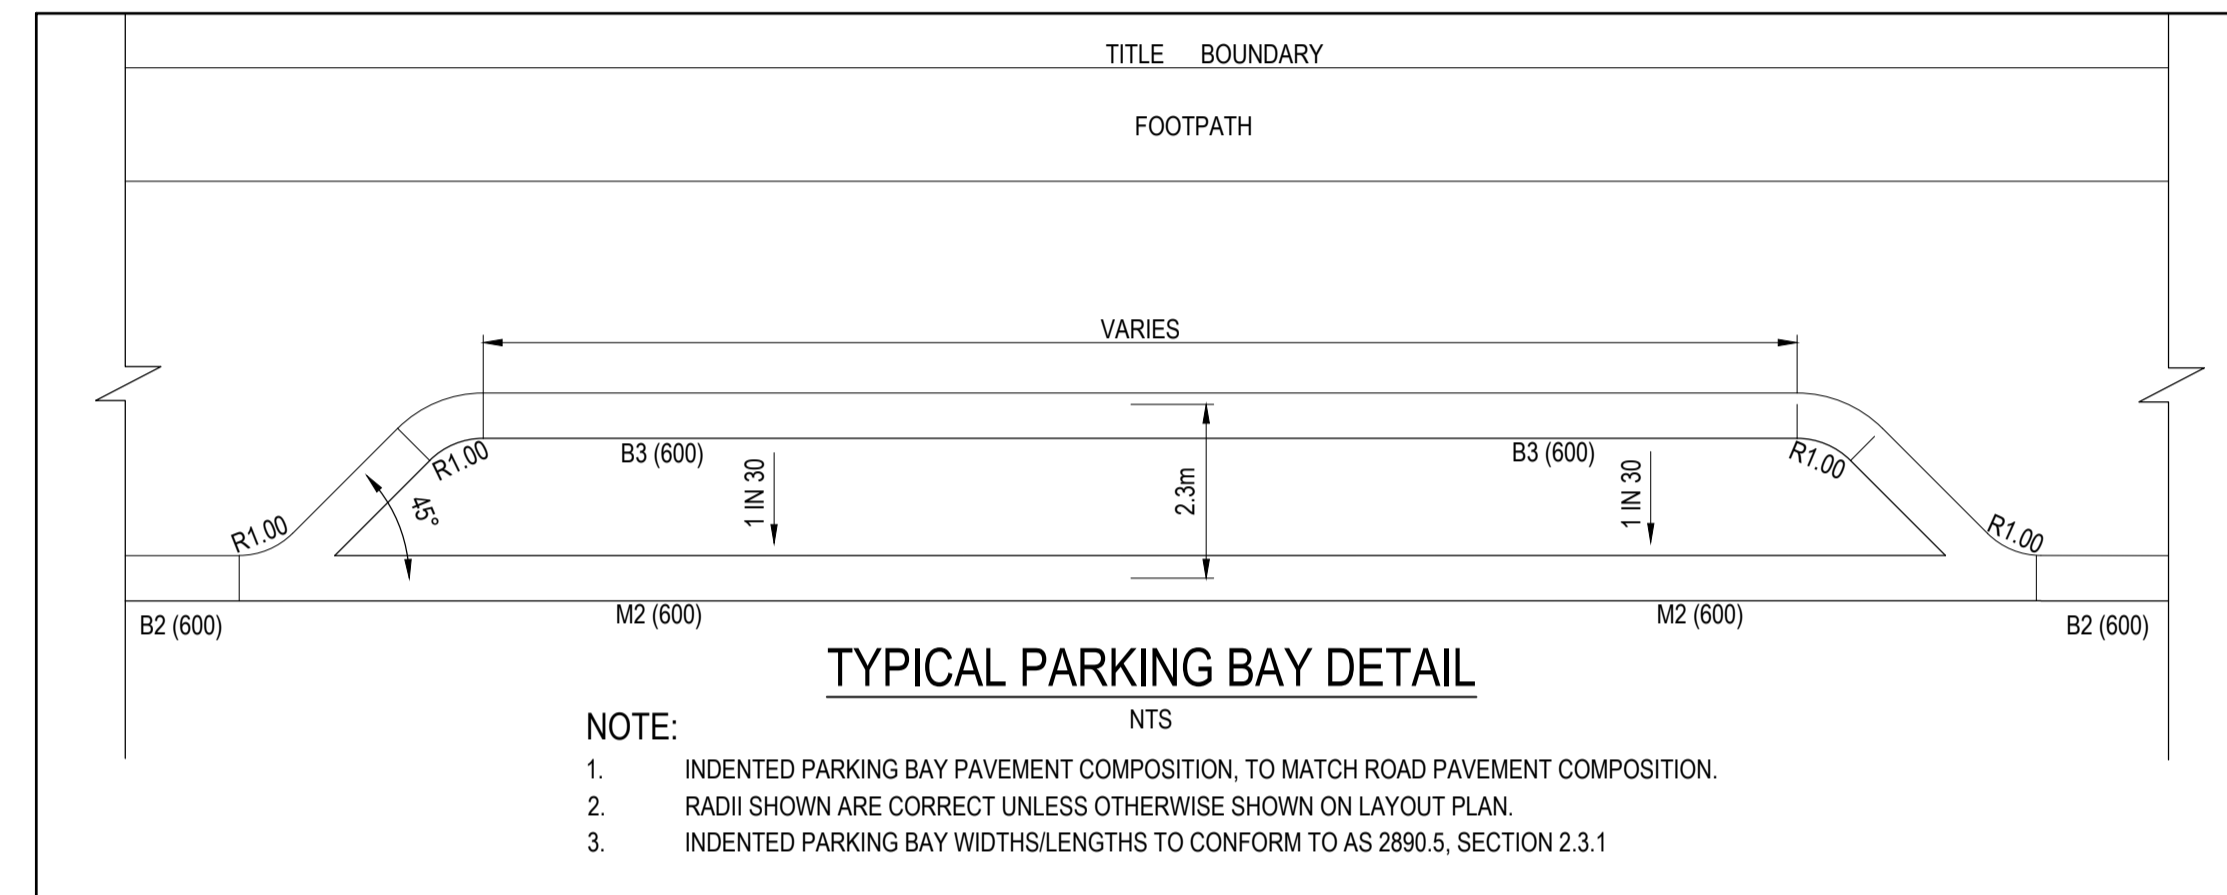 TITLE BOUNDARY
FOOTPATH
VARIES
R1.00
B3 (600)
B3 (600)
R1.00
1 IN 30
2.3m
1 IN 30
45°
R1.00
R1.00
B2 (600)
M2 (600)
M2 (600)
B2 (600)
TYPICAL PARKING BAY DETAIL
NTS
NOTE:
1. INDENTED PARKING BAY PAVEMENT COMPOSITION, TO MATCH ROAD PAVEMENT COMPOSITION.
2. RADII SHOWN ARE CORRECT UNLESS OTHERWISE SHOWN ON LAYOUT PLAN.
3. INDENTED PARKING BAY WIDTHS/LENGTHS TO CONFORM TO AS 2890.5, SECTION 2.3.1